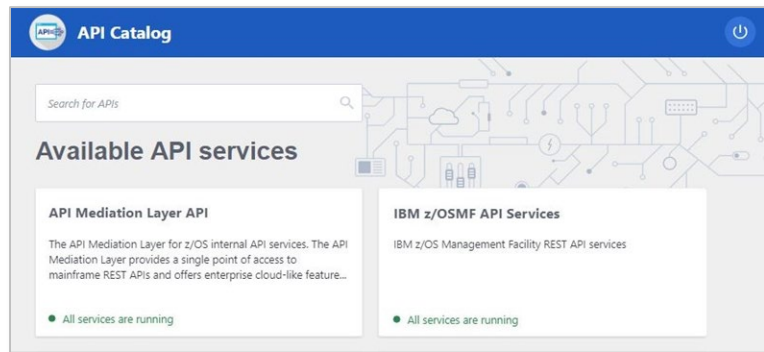 API
API Catalog
Search for APIs
Available API services
API Mediation Layer API
The API Mediation Layer for z/OS internal API services. The API
Mediation Layer provides a single point of access to
mainframe REST APIs and offers enterprise cloud-like feature...
All services are running
IBM z/OSMF API Services
IBM z/OS Management Facility REST API services
All services are running